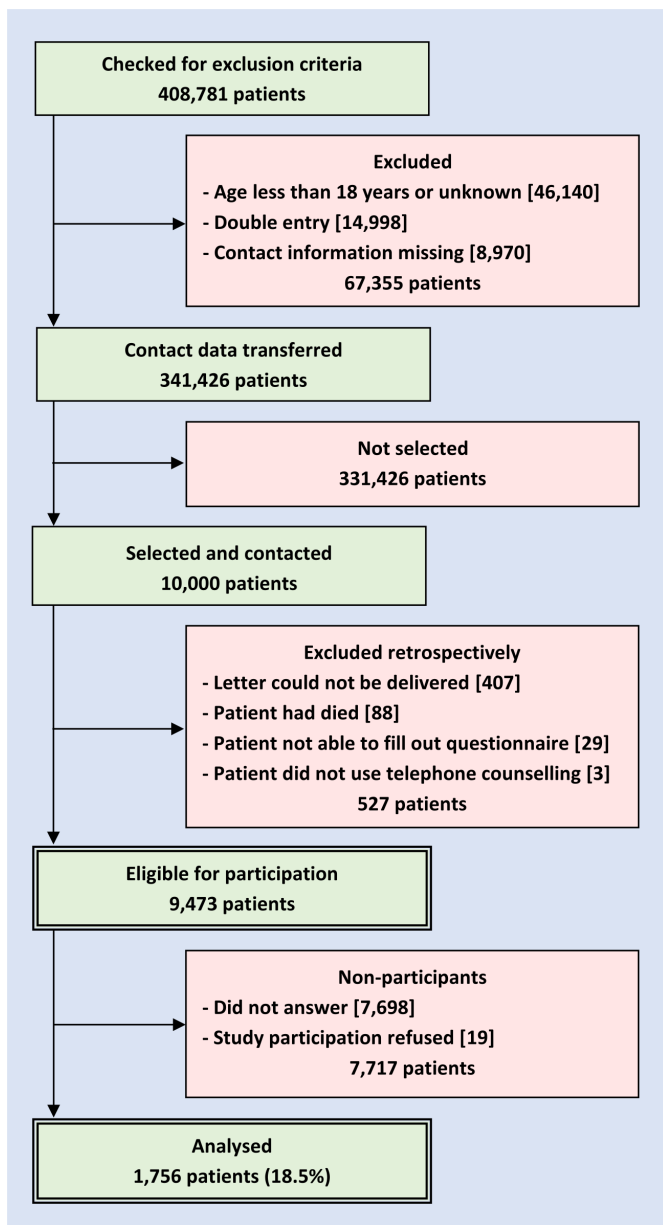 Checked for exclusion criteria
408,781 patients
Excluded
- Age less than 18 years or unknown [46,140]
- Double entry [14,998]
- Contact information missing [8,970]
67,355 patients
Contact data transferred
341,426 patients
Not selected
331,426 patients
Selected and contacted
10,000 patients
Excluded retrospectively
- Letter could not be delivered [407]
- Patient had died [88]
- Patient not able to fill out questionnaire [29]
- Patient did not use telephone counselling [3]
527 patients
Eligible for participation
9,473 patients
Non-participants
- Did not answer [7,698]
- Study participation refused [19]
7,717 patients
Analysed
1,756 patients (18.5%)